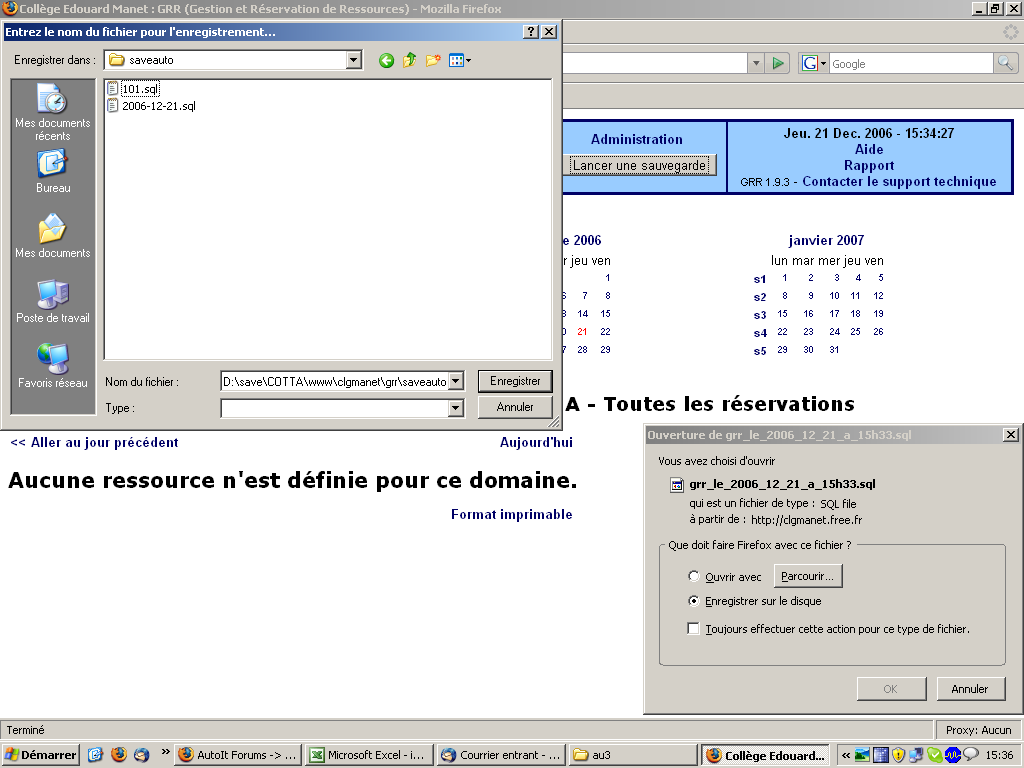 Collège Edouard Manet : GRR (Gestion et Réservation de Ressources) - Mozilla Firefox
Entrez le nom du fichier pour l'enregistrement...
Enregistrer dans :
saveauto
101.sql
2006-12-21.sql
Mes documents
récents
Bureau
Mes documents
Poste de travail
Favoris réseau
Nom du fichier :
D:\save\COTTA\www\clgmanet\grr\saveauto
Enregistrer
Type :
Annuler
G
Google
Administration
Lancer une sauvegarde
Jeu. 21 Dec. 2006 - 15:34:27
Aide
Rapport
GRR 1.9.3 - Contacter le support technique
e 2006
r jeu ven
1
6 7 8
3 14 15
0 21 22
7 28 29
janvier 2007
lun mar mer jeu ven
s1 1 2 3 4 5
s2 8 9 10 11 12
s3 15 16 17 18 19
s4 22 23 24 25 26
s5 29 30 31
A - Toutes les réservations
<< Aller au jour précédent
Aujourd'hui
Aucune ressource n'est définie pour ce domaine.
Format imprimable
Ouverture de grr_le_2006_12_21_a_15h33.sql
Vous avez choisi d'ouvrir
grr_le_2006_12_21_a_15h33.sql
qui est un fichier de type : SQL file
à partir de : http://clgmanet.free.fr
Que doit faire Firefox avec ce fichier ?
Ouvrir avec
Parcourir...
Enregistrer sur le disque
Toujours effectuer cette action pour ce type de fichier.
OK
Annuler
Terminé
Proxy: Aucun
Démarrer
»
AutoIt Forums -> ...
Microsoft Excel - i...
Courrier entrant - ...
au3
Collège Edouard...
«
15:36